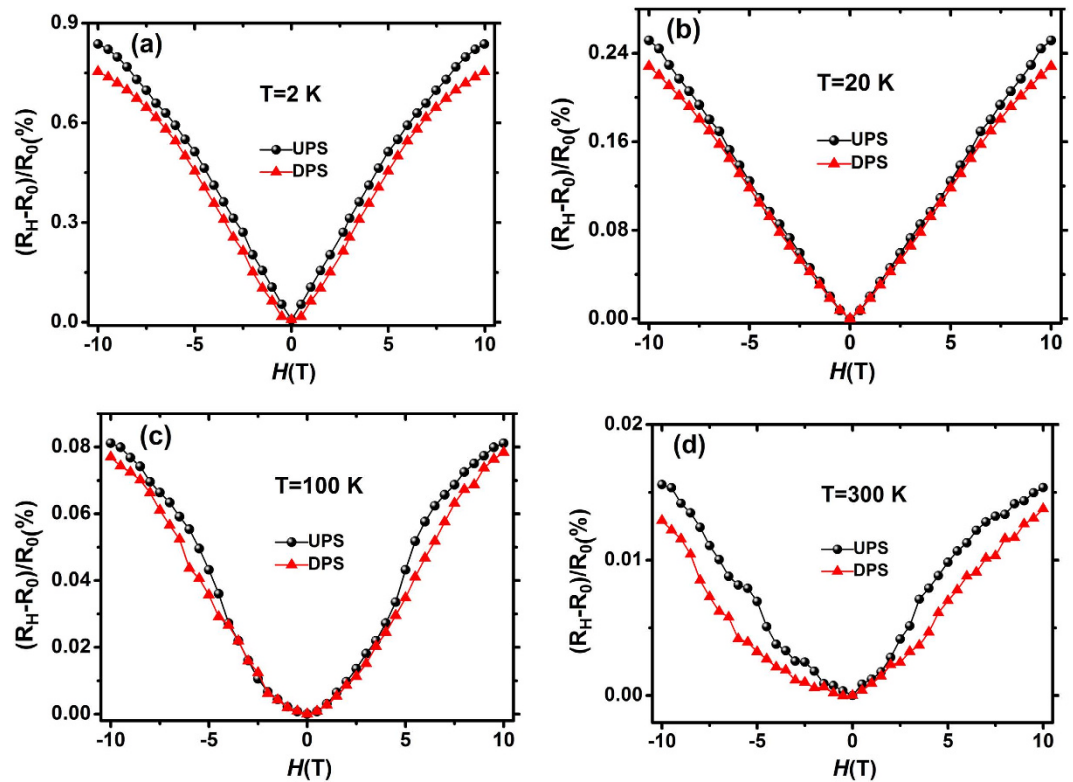 (a)
T=2 K
UPS
DPS
0.9
0.6
0.3
0.0
(R_H-R_0)/R_0(%)
-10 -5 0 5 10
H(T)
(b)
T=20 K
UPS
DPS
0.24
0.16
0.08
0.00
(R_H-R_0)/R_0(%)
-10 -5 0 5 10
H(T)
(c)
T=100 K
UPS
DPS
0.08
0.06
0.04
0.02
0.00
(R_H-R_0)/R_0(%)
-10 -5 0 5 10
H(T)
(d)
T=300 K
UPS
DPS
0.02
0.01
0.00
(R_H-R_0)/R_0(%)
-10 -5 0 5 10
H(T)